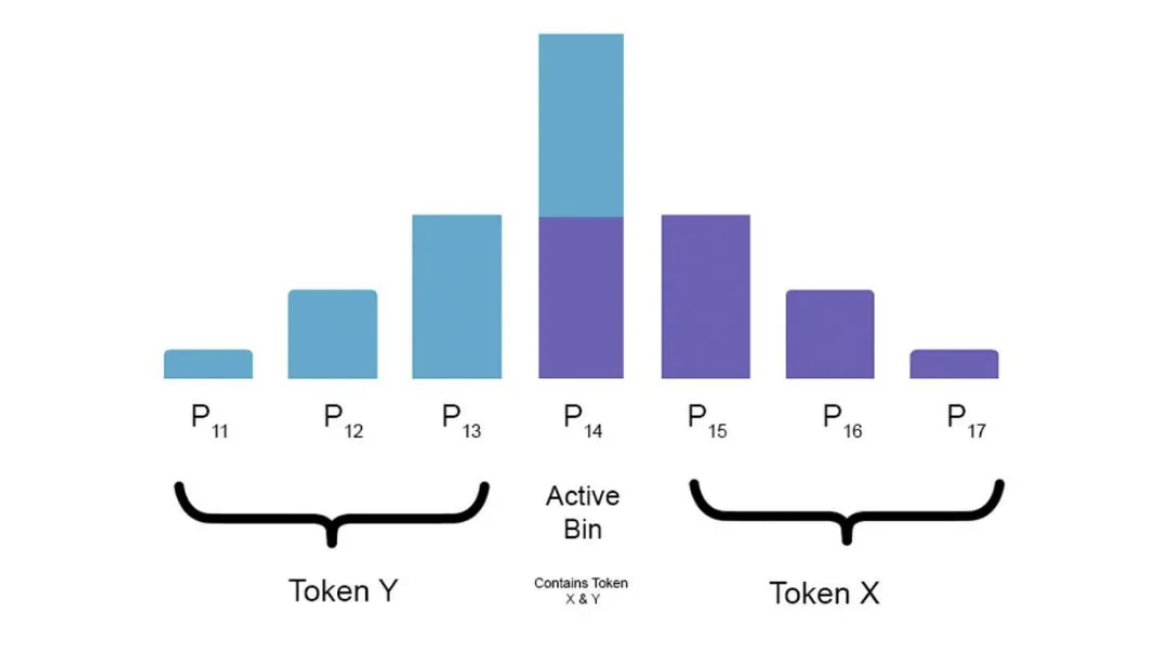 P11 P12 P13 P14 P15 P16 P17
Active
Bin
Contains Token
X & Y
Token Y
Token X